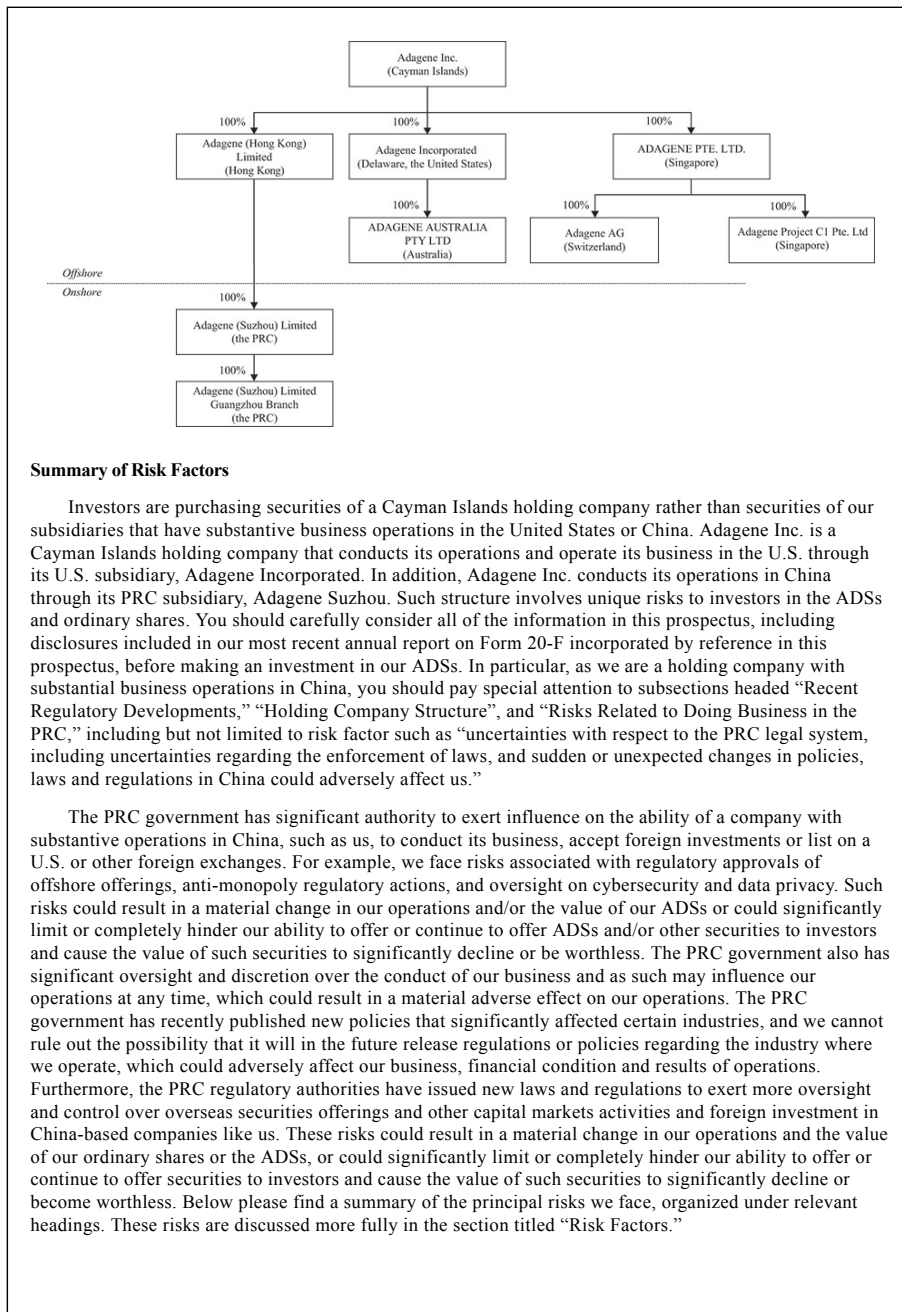 Adagene Inc.
(Cayman Islands)
100%
100%
100%
Adagene (Hong Kong)
Limited
(Hong Kong)
Adagene Incorporated
(Delaware, the United States)
ADAGENE PTE. LTD.
(Singapore)
100%
100%
100%
ADAGENE AUSTRALIA
PTY LTD
(Australia)
Adagene AG
(Switzerland)
Adagene Project C1 Pte. Ltd
(Singapore)
Offshore
Onshore
100%
Adagene (Suzhou) Limited
(the PRC)
100%
Adagene (Suzhou) Limited
Guangzhou Branch
(the PRC)
Summary of Risk Factors
Investors are purchasing securities of a Cayman Islands holding company rather than securities of our
subsidiaries that have substantive business operations in the United States or China. Adagene Inc. is a
Cayman Islands holding company that conducts its operations and operate its business in the U.S. through
its U.S. subsidiary, Adagene Incorporated. In addition, Adagene Inc. conducts its operations in China
through its PRC subsidiary, Adagene Suzhou. Such structure involves unique risks to investors in the ADSs
and ordinary shares. You should carefully consider all of the information in this prospectus, including
disclosures included in our most recent annual report on Form 20-F incorporated by reference in this
prospectus, before making an investment in our ADSs. In particular, as we are a holding company with
substantial business operations in China, you should pay special attention to subsections headed “Recent
Regulatory Developments,” “Holding Company Structure”, and “Risks Related to Doing Business in the
PRC,” including but not limited to risk factor such as “uncertainties with respect to the PRC legal system,
including uncertainties regarding the enforcement of laws, and sudden or unexpected changes in policies,
laws and regulations in China could adversely affect us.”
The PRC government has significant authority to exert influence on the ability of a company with
substantive operations in China, such as us, to conduct its business, accept foreign investments or list on a
U.S. or other foreign exchanges. For example, we face risks associated with regulatory approvals of
offshore offerings, anti-monopoly regulatory actions, and oversight on cybersecurity and data privacy. Such
risks could result in a material change in our operations and/or the value of our ADSs or could significantly
limit or completely hinder our ability to offer or continue to offer ADSs and/or other securities to investors
and cause the value of such securities to significantly decline or be worthless. The PRC government also has
significant oversight and discretion over the conduct of our business and as such may influence our
operations at any time, which could result in a material adverse effect on our operations. The PRC
government has recently published new policies that significantly affected certain industries, and we cannot
rule out the possibility that it will in the future release regulations or policies regarding the industry where
we operate, which could adversely affect our business, financial condition and results of operations.
Furthermore, the PRC regulatory authorities have issued new laws and regulations to exert more oversight
and control over overseas securities offerings and other capital markets activities and foreign investment in
China-based companies like us. These risks could result in a material change in our operations and the value
of our ordinary shares or the ADSs, or could significantly limit or completely hinder our ability to offer or
continue to offer securities to investors and cause the value of such securities to significantly decline or
become worthless. Below please find a summary of the principal risks we face, organized under relevant
headings. These risks are discussed more fully in the section titled “Risk Factors.”